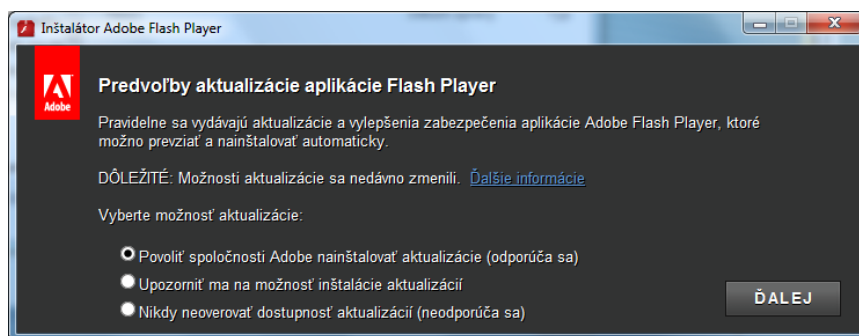 Inštalátor Adobe Flash Player
Adobe
Predvoľby aktualizácie aplikácie Flash Player
Pravidelne sa vydávajú aktualizácie a vylepšenia zabezpečenia aplikácie Adobe Flash Player, ktoré
možno prevziať a nainštalovať automaticky.
DÔLEŽITÉ: Možnosti aktualizácie sa nedávno zmenili. Ďalšie informácie
Vyberte možnosť aktualizácie:
Povoliť spoločnosti Adobe nainštalovať aktualizácie (odporúča sa)
Upozorniť ma na možnosť inštalácie aktualizácií
Nikdy neoverovať dostupnosť aktualizácií (neodporúča sa)
ĎALEJ